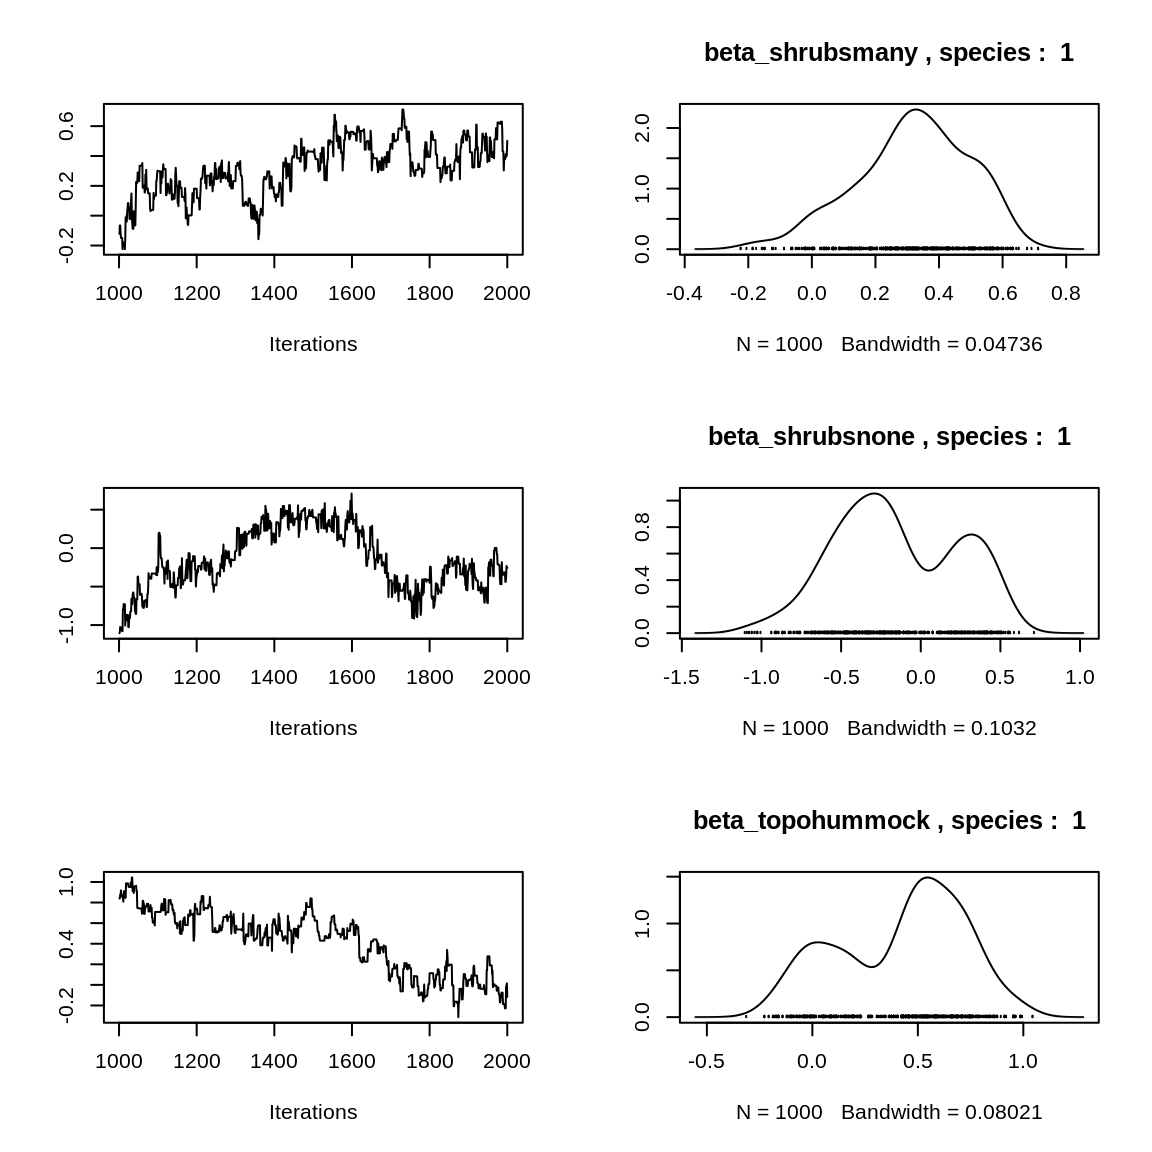 beta_shrubsmany , species :  1
0.6
0.2
-0.2
1000 1200 1400 1600 1800 2000
Iterations
2.0
1.0
0.0
-0.4 -0.2 0.0 0.2 0.4 0.6 0.8
N = 1000   Bandwidth = 0.04736
beta_shrubsnone , species :  1
0.0
-1.0
1000 1200 1400 1600 1800 2000
Iterations
0.8
0.4
0.0
-1.5 -1.0 -0.5 0.0 0.5 1.0
N = 1000   Bandwidth = 0.1032
beta_topohummock , species :  1
1.0
0.4
-0.2
1000 1200 1400 1600 1800 2000
Iterations
1.0
0.0
-0.5 0.0 0.5 1.0
N = 1000   Bandwidth = 0.08021